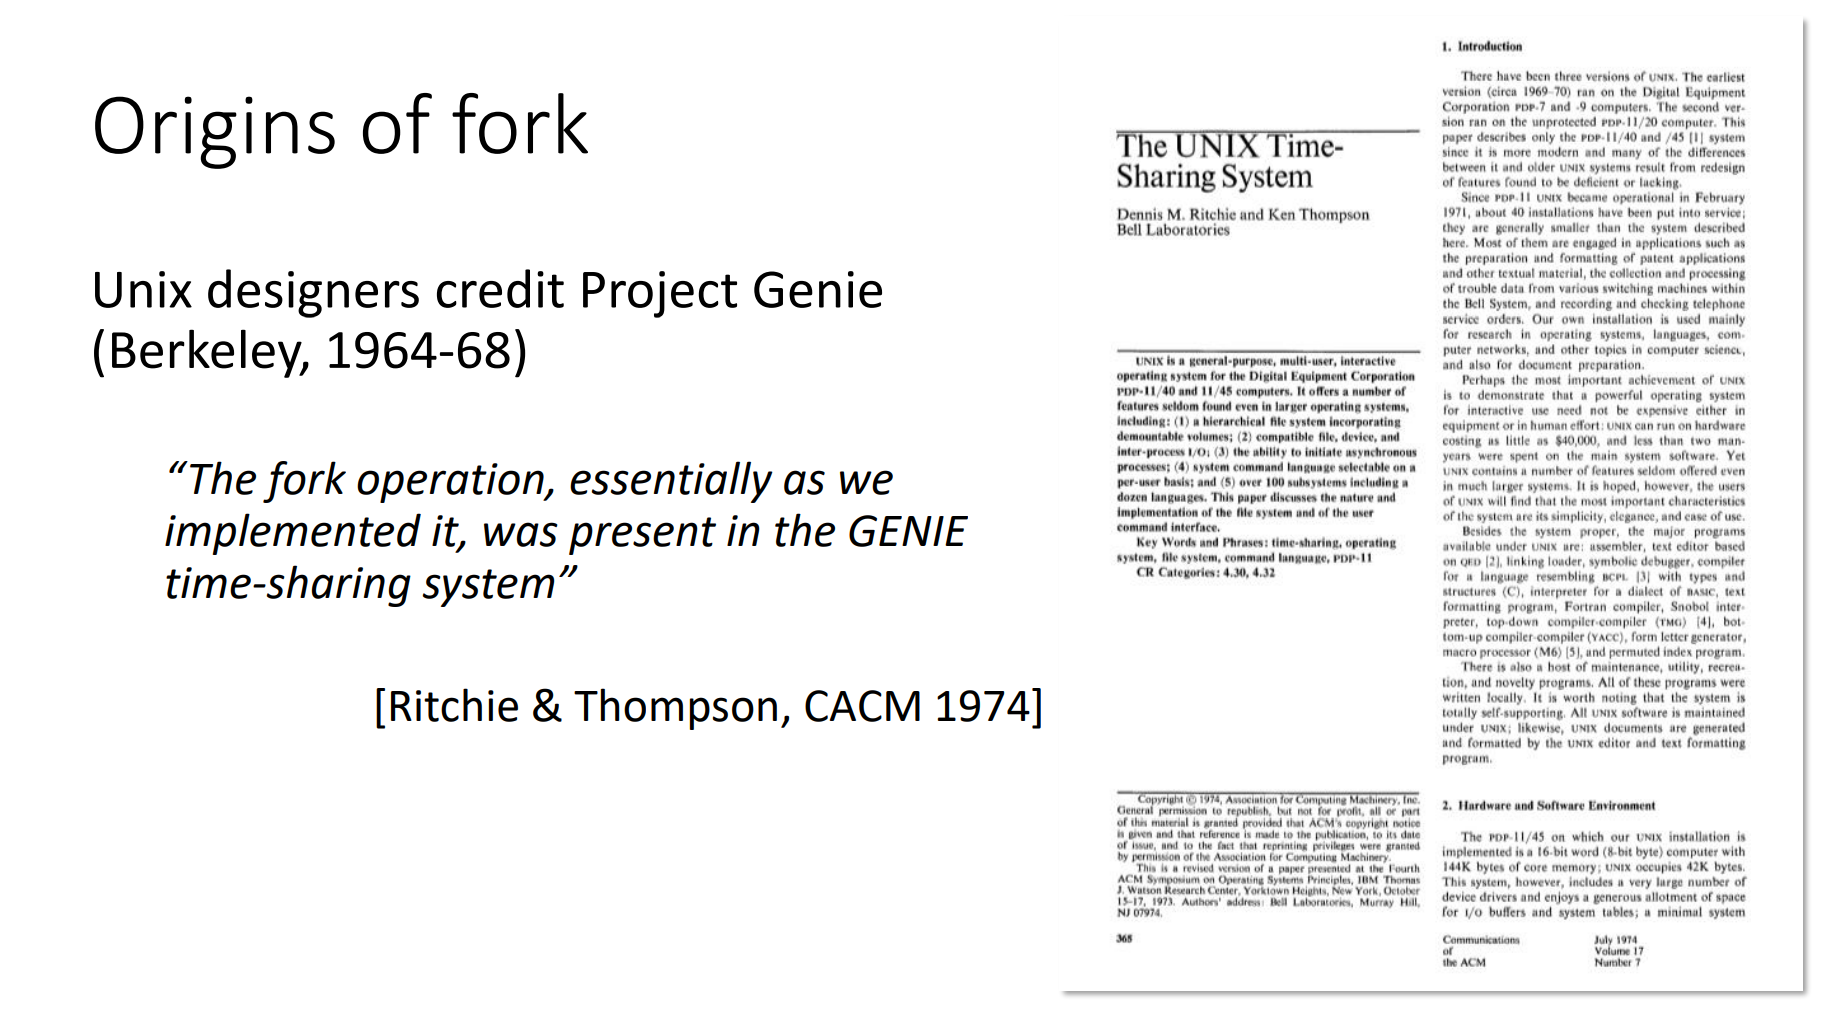 Origins of fork
Unix designers credit Project Genie
(Berkeley, 1964-68)
“The fork operation, essentially as we
implemented it, was present in the GENIE
time-sharing system”
[Ritchie & Thompson, CACM 1974]
The UNIX Time-
Sharing System
Dennis M. Ritchie and Ken Thompson
Bell Laboratories
UNIX is a general-purpose, multi-user, interactive
operating system for the Digital Equipment Corporation
PDP-11/40 and 11/45 computers. It offers a number of
features seldom found even in larger operating systems,
including: (1) a hierarchical file system incorporating
demountable volumes; (2) compatible file, device, and
inter-process I/O; (3) the ability to initiate asynchronous
processes; (4) system command language selectable on a
per-user basis; and (5) over 100 subsystems including a
dozen languages. This paper discusses the nature and
implementation of the file system and of the user
command interface.
Key Words and Phrases: time-sharing, operating
system, file system, command language, PDP-11
CR Categories: 4.30, 4.32
Copyright © 1974, Association for Computing Machinery, Inc.
General permission to republish, but not for profit, all or part
of this material is granted provided that ACM's copyright notice
is given and that reference is made to the publication, to its date
of issue, and to the fact that reprinting privileges were granted
by permission of the Association for Computing Machinery.
This is a revised version of a paper presented at the Fourth
ACM Symposium on Operating Systems Principles, IBM Thomas
J. Watson Research Center, Yorktown Heights, New York, October
15-17, 1973. Authors' address: Bell Laboratories, Murray Hill,
NJ 07974.
365
1. Introduction
There have been three versions of UNIX. The earliest
version (circa 1969–70) ran on the Digital Equipment
Corporation PDP-7 and -9 computers. The second ver-
sion ran on the unprotected PDP-11/20 computer. This
paper describes only the PDP-11/40 and /45 [1] system
since it is more modern and many of the differences
between it and older UNIX systems result from redesign
of features found to be deficient or lacking.
Since PDP-11 UNIX became operational in February
1971, about 40 installations have been put into service;
they are generally smaller than the system described
here. Most of them are engaged in applications such as
the preparation and formatting of patent applications
and other textual material, the collection and processing
of trouble data from various switching machines within
the Bell System, and recording and checking telephone
service orders. Our own installation is used mainly
for research in operating systems, languages, com-
puter networks, and other topics in computer science,
and also for document preparation.
Perhaps the most important achievement of UNIX
is to demonstrate that a powerful operating system
for interactive use need not be expensive either in
equipment or in human effort: UNIX can run on hardware
costing as little as $40,000, and less than two man-
years were spent on the main system software. Yet
UNIX contains a number of features seldom offered even
in much larger systems. It is hoped, however, the users
of UNIX will find that the most important characteristics
of the system are its simplicity, elegance, and ease of use.
Besides the system proper, the major programs
available under UNIX are: assembler, text editor based
on QED [2], linking loader, symbolic debugger, compiler
for a language resembling BCPL [3] with types and
structures (C), interpreter for a dialect of BASIC, text
formatting program, Fortran compiler, Snobol inter-
preter, top-down compiler-compiler (TMG) [4], bot-
tom-up compiler-compiler (YACC), form letter generator,
macro processor (M6) [5], and permuted index program.
There is also a host of maintenance, utility, recrea-
tion, and novelty programs. All of these programs were
written locally. It is worth noting that the system is
totally self-supporting. All UNIX software is maintained
under UNIX; likewise, UNIX documents are generated
and formatted by the UNIX editor and text formatting
program.
2. Hardware and Software Environment
The PDP-11/45 on which our UNIX installation is
implemented is a 16-bit word (8-bit byte) computer with
144K bytes of core memory; UNIX occupies 42K bytes.
This system, however, includes a very large number of
device drivers and enjoys a generous allotment of space
for I/O buffers and system tables; a minimal system
Communications
of
the ACM
July 1974
Volume 17
Number 7